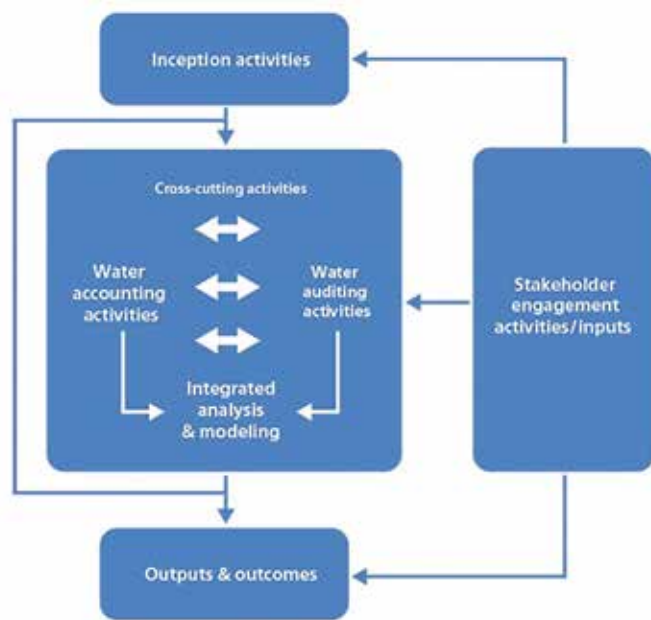 Inception activities
Cross-cutting activities
Water
accounting
activities
Water
auditing
activities
Integrated
analysis
& modeling
Stakeholder
engagement
activities/inputs
Outputs & outcomes